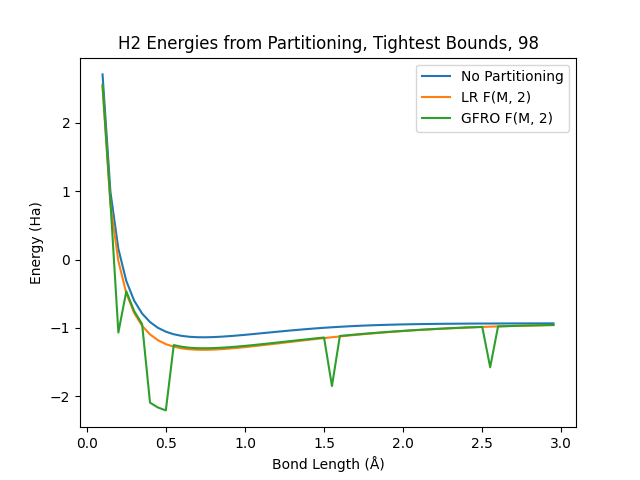 H2 Energies from Partitioning, Tightest Bounds, 98
No Partitioning
LR F(M, 2)
GFRO F(M, 2)
Energy (Ha)
2
1
0
−1
−2
0.0 0.5 1.0 1.5 2.0 2.5 3.0
Bond Length (Å)